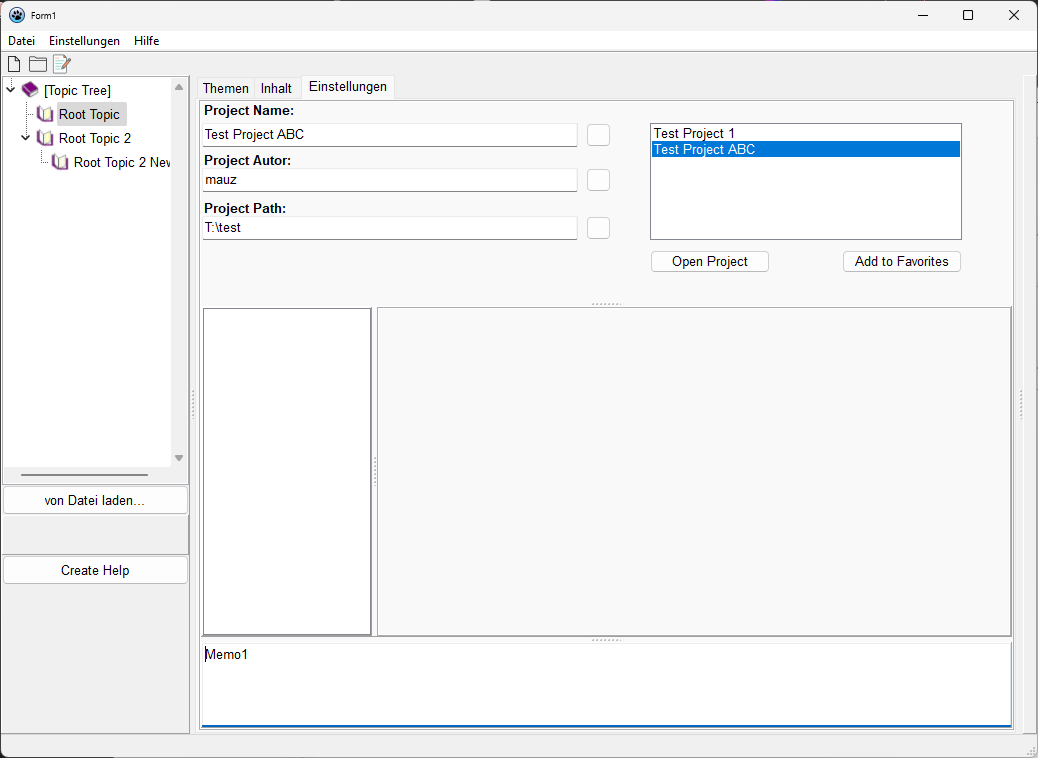 Form1
Datei Einstellungen Hilfe
[Topic Tree]
Root Topic
Root Topic 2
Root Topic 2 Nev
von Datei laden...
Create Help
Themen Inhalt Einstellungen
Project Name:
Test Project ABC
Project Autor:
mauz
Project Path:
T:\test
Test Project 1
Test Project ABC
Open Project Add to Favorites
Memo1